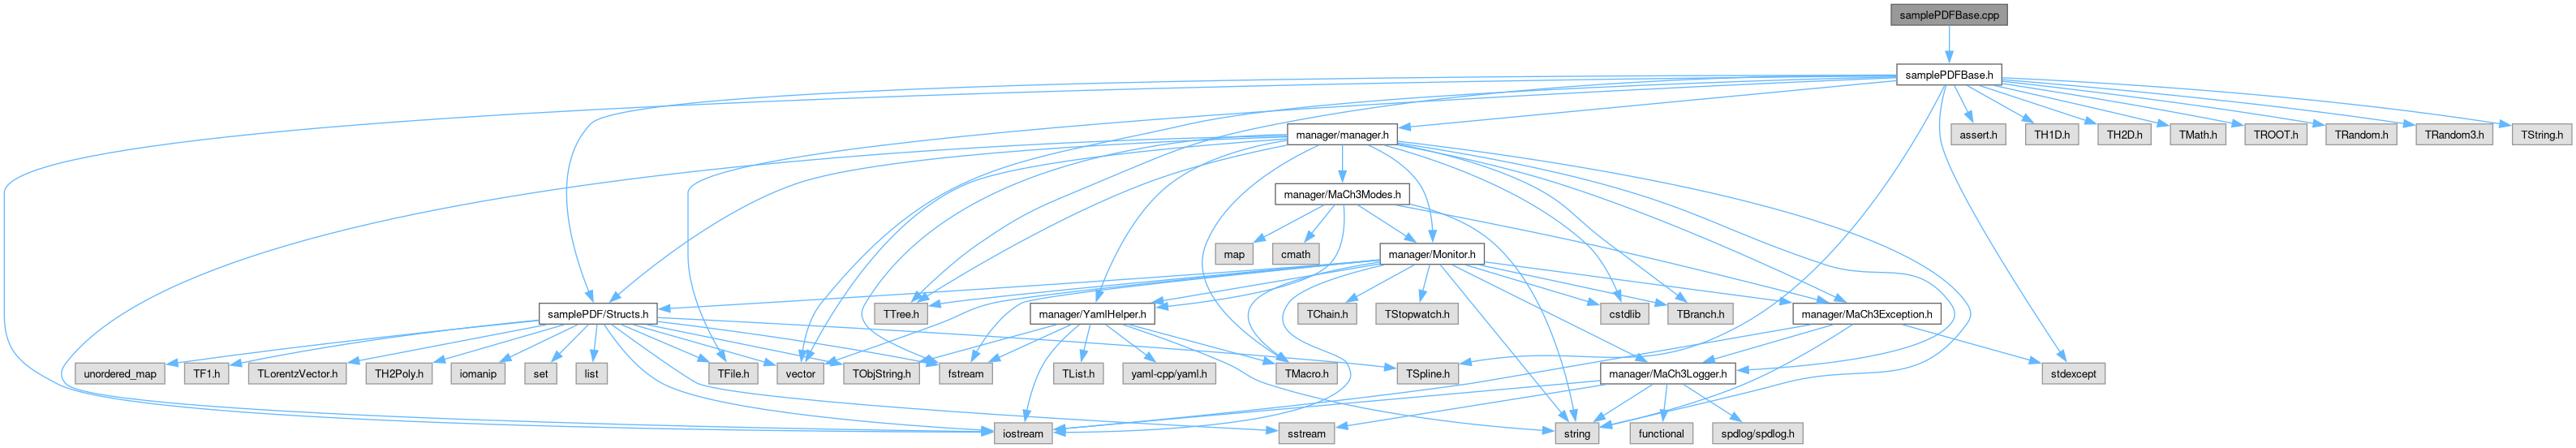 samplePDFBase.cpp
samplePDFBase.h
manager/manager.h
assert.h
TH1D.h
TH2D.h
TMath.h
TROOT.h
TRandom.h
TRandom3.h
TString.h
manager/MaCh3Modes.h
map
cmath
manager/Monitor.h
samplePDF/Structs.h
TTree.h
manager/YamlHelper.h
TChain.h
TStopwatch.h
cstdlib
TBranch.h
manager/MaCh3Exception.h
unordered_map
TF1.h
TLorentzVector.h
TH2Poly.h
iomanip
set
list
TFile.h
vector
TObjString.h
fstream
TList.h
yaml-cpp/yaml.h
TMacro.h
TSpline.h
manager/MaCh3Logger.h
stdexcept
iostream
sstream
string
functional
spdlog/spdlog.h